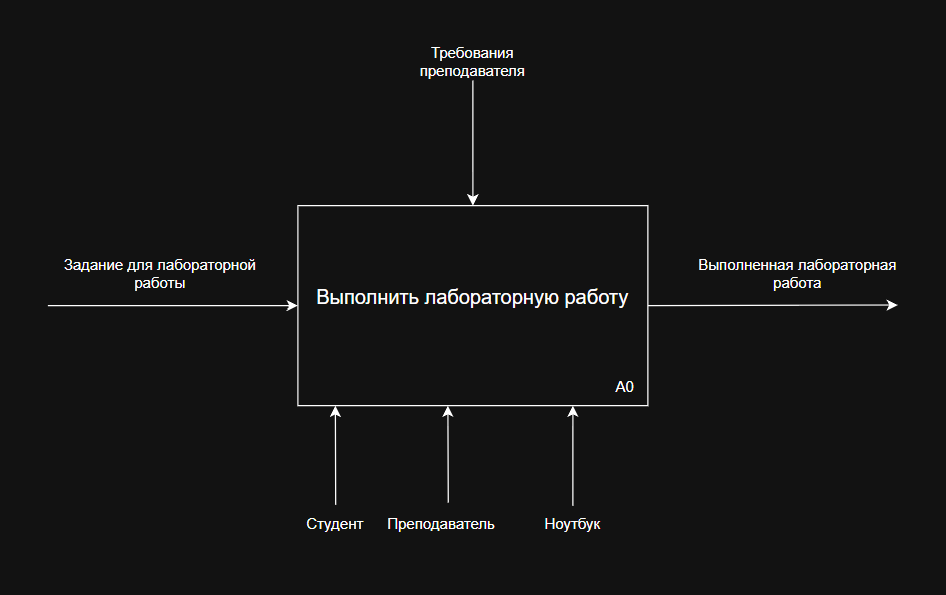 Требования
преподавателя
Задание для лабораторной
работы
Выполнить лабораторную работу
Выполненная лабораторная
работа
A0
Студент
Преподаватель
Ноутбук